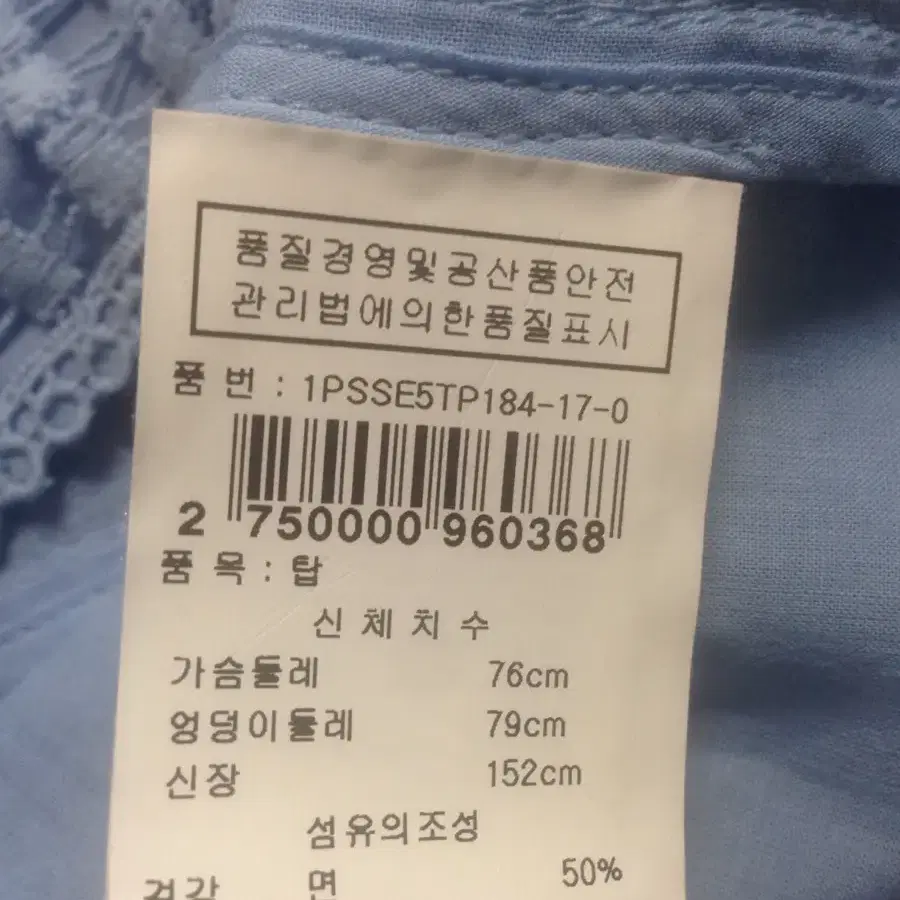 품질경영및공산품안전
관리법에의한품질표시
품 번 : 1PSSE5TP184-17-0
2 750000 960368
품 목 : 탑
신 체 치 수
가슴둘레 76cm
엉덩이둘레 79cm
신장 152cm
섬유의조성
겉감 면 50%